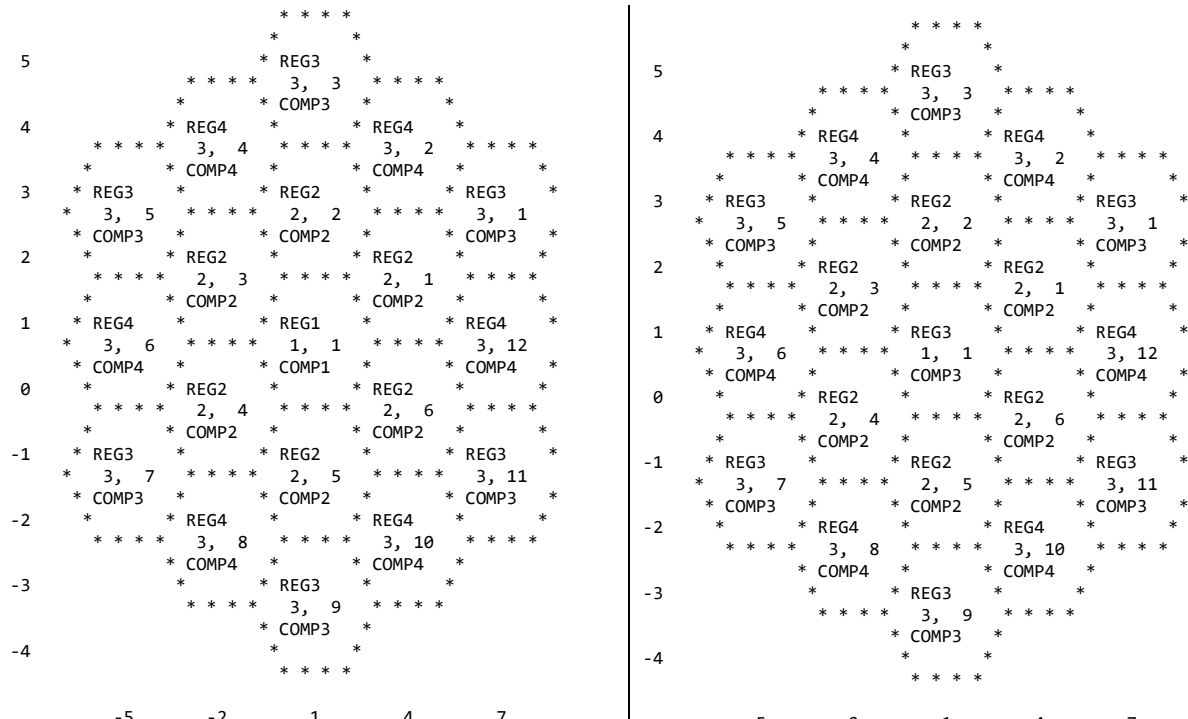 * * * *
* *
5 * REG3 *
* * * * 3, 3 * * * *
* * COMP3 * *
4 * REG4 * * REG4 *
* * * * 3, 4 * * * * 3, 2 * * * *
* * COMP4 * * COMP4 * *
3 * REG3 * * REG2 * * REG3 *
* 3, 5 * * * * 2, 2 * * * * 3, 1 *
* COMP3 * * COMP2 * * COMP3 *
2 * * REG2 * * REG2 * *
* * * * 2, 3 * * * * 2, 1 * * * *
* * COMP2 * * COMP2 * *
1 * REG4 * * REG1 * * REG4 *
* 3, 6 * * * * 1, 1 * * * * 3, 12 *
* COMP4 * * COMP1 * * COMP4 *
0 * * REG2 * * REG2 * *
* * * * 2, 4 * * * * 2, 6 * * * *
* * COMP2 * * COMP2 * *
-1 * REG3 * * REG2 * * REG3 *
* 3, 7 * * * * 2, 5 * * * * 3, 11 *
* COMP3 * * COMP2 * * COMP3 *
-2 * * REG4 * * REG4 * *
* * * * 3, 8 * * * * 3, 10 * * * *
* COMP4 * * COMP4 *
-3 * * REG3 * *
* * * * 3, 9 * * * *
* COMP3 *
-4 * *
* * * *
-5 -2 1 4 7
* * * *
* *
5 * REG3 *
* * * * 3, 3 * * * *
* * COMP3 * *
4 * REG4 * * REG4 *
* * * * 3, 4 * * * * 3, 2 * * * *
* * COMP4 * * COMP4 * *
3 * REG3 * * REG2 * * REG3 *
* 3, 5 * * * * 2, 2 * * * * 3, 1 *
* COMP3 * * COMP2 * * COMP3 *
2 * * REG2 * * REG2 * *
* * * * 2, 3 * * * * 2, 1 * * * *
* * COMP2 * * COMP2 * *
1 * REG4 * * REG3 * * REG4 *
* 3, 6 * * * * 1, 1 * * * * 3, 12 *
* COMP4 * * COMP3 * * COMP4 *
0 * * REG2 * * REG2 * *
* * * * 2, 4 * * * * 2, 6 * * * *
* * COMP2 * * COMP2 * *
-1 * REG3 * * REG2 * * REG3 *
* 3, 7 * * * * 2, 5 * * * * 3, 11 *
* COMP3 * * COMP2 * * COMP3 *
-2 * * REG4 * * REG4 * *
* * * * 3, 8 * * * * 3, 10 * * * *
* COMP4 * * COMP4 *
-3 * * REG3 * *
* * * * 3, 9 * * * *
* COMP3 *
-4 * *
* * * *